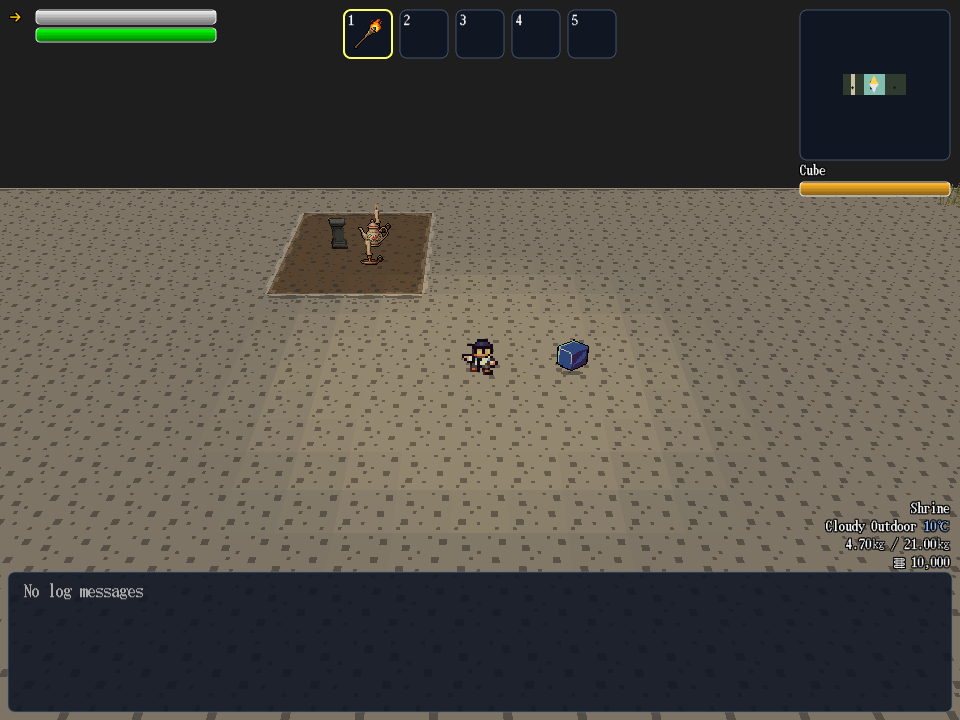 1 2 3 4 5
Cube
Shrine
Cloudy Outdoor 10℃
4.70kg / 21.00kg
10,000
No log messages